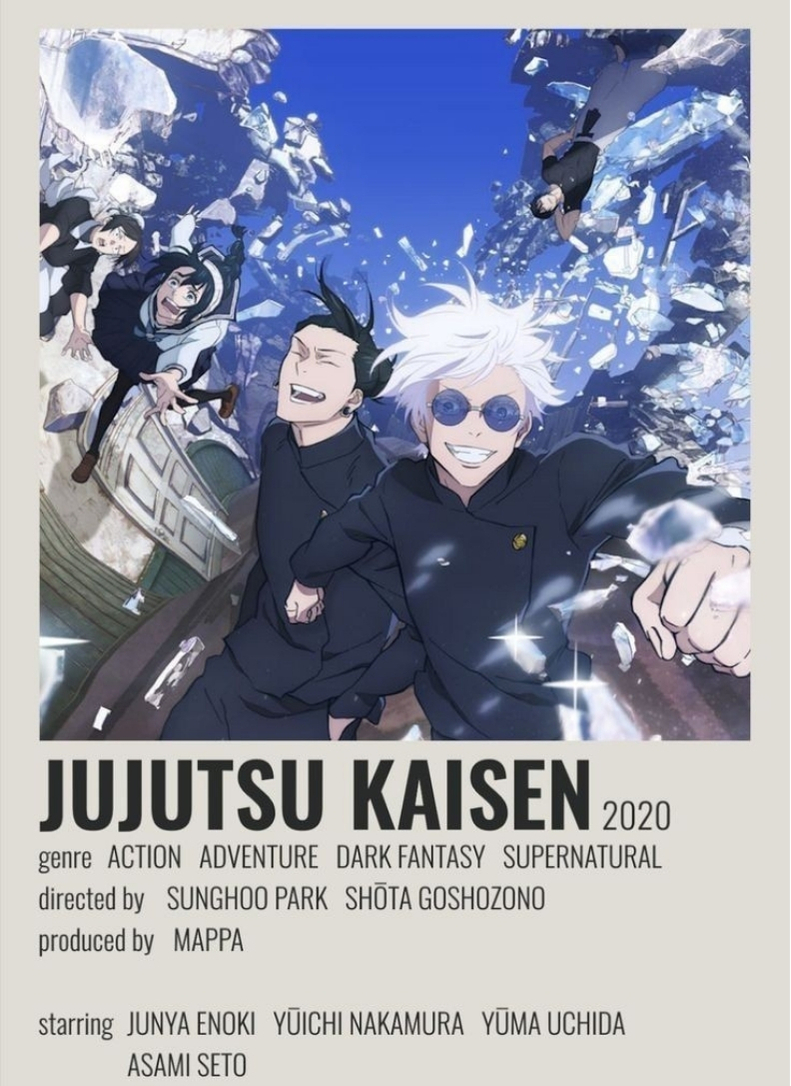 JUJUTSU KAISEN 2020
genre ACTION ADVENTURE DARK FANTASY SUPERNATURAL
directed by SUNGHOO PARK SHŌTA GOSHOZONO
produced by MAPPA
starring JUNYA ENOKI YŪICHI NAKAMURA YŪMA UCHIDA
ASAMI SETO